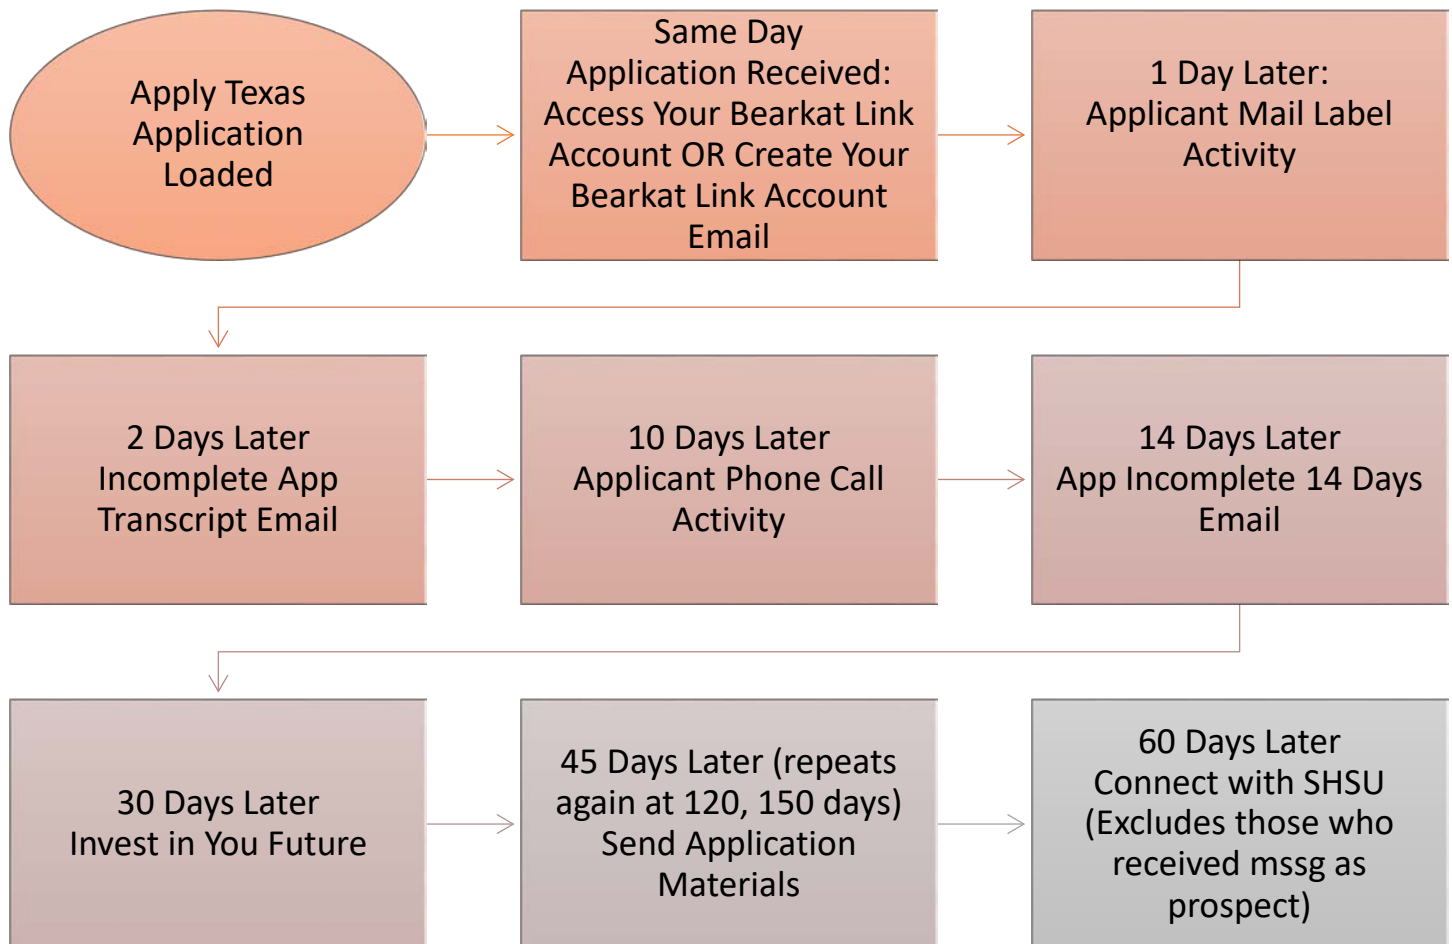 Apply Texas
Application
Loaded
Same Day
Application Received:
Access Your Bearkat Link
Account OR Create Your
Bearkat Link Account
Email
1 Day Later:
Applicant Mail Label
Activity
2 Days Later
Incomplete App
Transcript Email
10 Days Later
Applicant Phone Call
Activity
14 Days Later
App Incomplete 14 Days
Email
30 Days Later
Invest in You Future
45 Days Later (repeats
again at 120, 150 days)
Send Application
Materials
60 Days Later
Connect with SHSU
(Excludes those who
received mssg as
prospect)